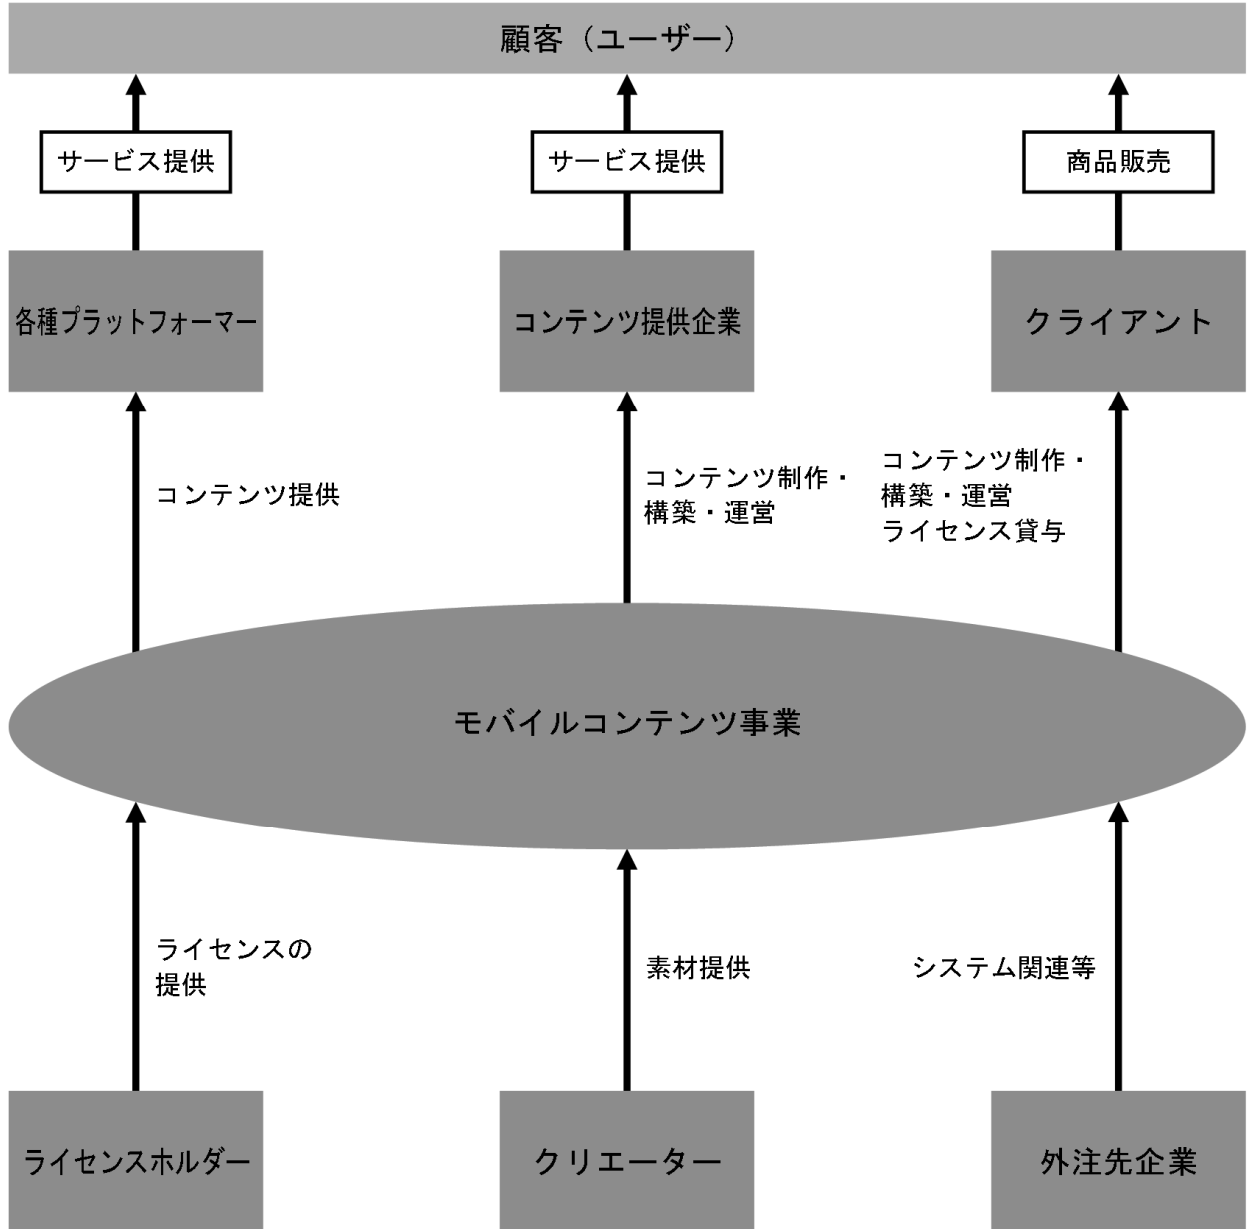 顧客（ユーザー）
サービス提供
サービス提供
商品販売
各種プラットフォーマー
コンテンツ提供企業
クライアント
コンテンツ提供
コンテンツ制作・
構築・運営
コンテンツ制作・
構築・運営
ライセンス貸与
モバイルコンテンツ事業
ライセンスの
提供
素材提供
システム関連等
ライセンスホルダー
クリエーター
外注先企業